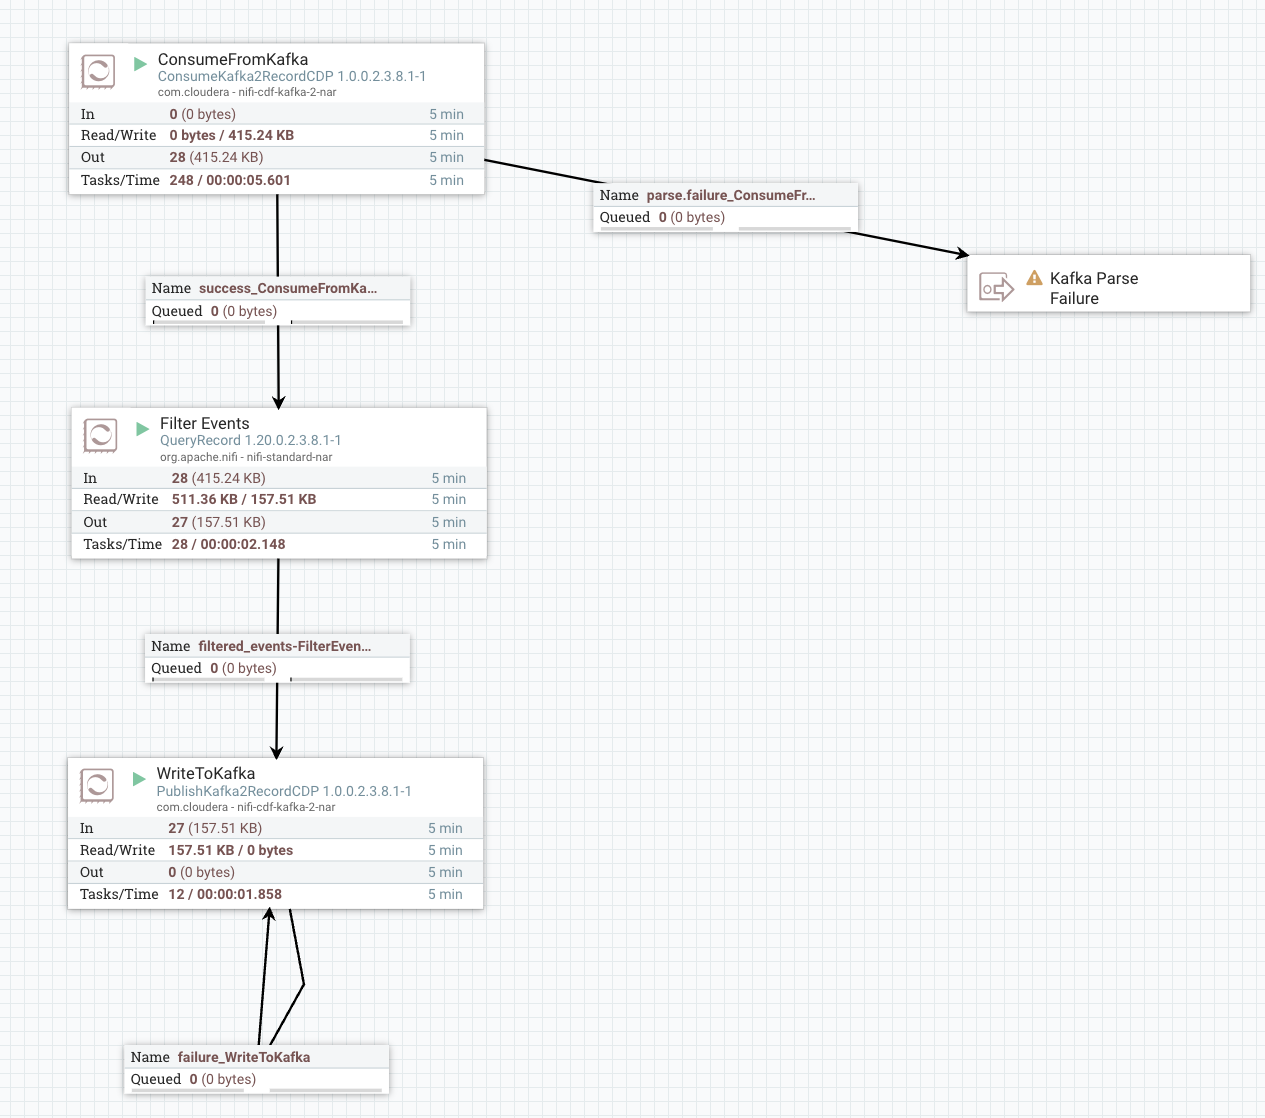 ConsumeFromKafka
ConsumeKafka2RecordCDP 1.0.0.2.3.8.1-1
com.cloudera - nifi-cdf-kafka-2-nar
In 0 (0 bytes) 5 min
Read/Write 0 bytes / 415.24 KB 5 min
Out 28 (415.24 KB) 5 min
Tasks/Time 248 / 00:00:05.601 5 min
Name parse.failure_ConsumeFr...
Queued 0 (0 bytes)
Kafka Parse
Failure
Name success_ConsumeFromKa...
Queued 0 (0 bytes)
Filter Events
QueryRecord 1.20.0.2.3.8.1-1
org.apache.nifi - nifi-standard-nar
In 28 (415.24 KB) 5 min
Read/Write 511.36 KB / 157.51 KB 5 min
Out 27 (157.51 KB) 5 min
Tasks/Time 28 / 00:00:02.148 5 min
Name filtered_events-FilterEven...
Queued 0 (0 bytes)
WriteToKafka
PublishKafka2RecordCDP 1.0.0.2.3.8.1-1
com.cloudera - nifi-cdf-kafka-2-nar
In 27 (157.51 KB) 5 min
Read/Write 157.51 KB / 0 bytes 5 min
Out 0 (0 bytes) 5 min
Tasks/Time 12 / 00:00:01.858 5 min
Name failure_WriteToKafka
Queued 0 (0 bytes)